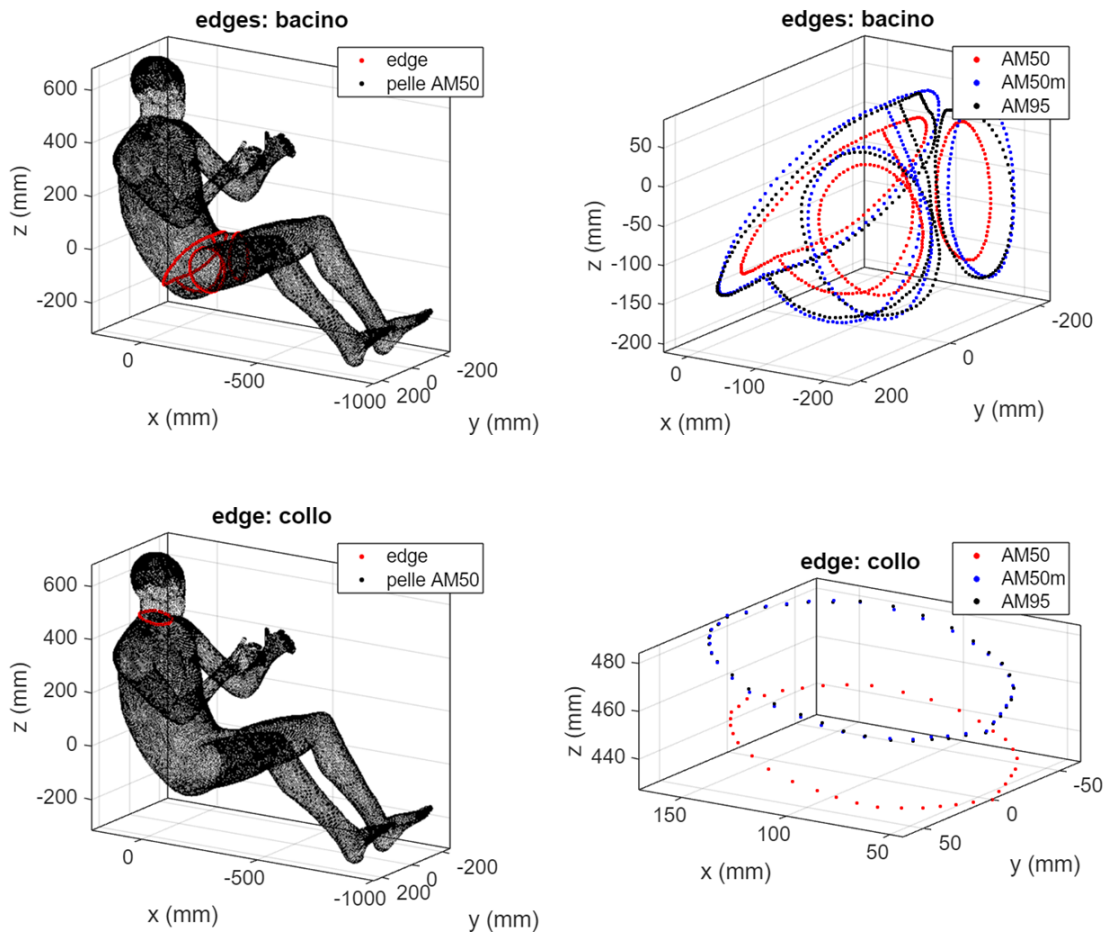 edges: bacino
edge
pelle AM50
600
400
200
0
-200
z (mm)
0
-500
-1000
x (mm)
200
0
-200
y (mm)
edges: bacino
AM50
AM50m
AM95
50
0
-50
-100
-150
-200
z (mm)
0
-100
-200
x (mm)
200
0
-200
y (mm)
edge: collo
edge
pelle AM50
600
400
200
0
-200
z (mm)
0
-500
-1000
x (mm)
200
0
-200
y (mm)
edge: collo
AM50
AM50m
AM95
480
460
440
z (mm)
150
100
50
x (mm)
50
0
-50
y (mm)